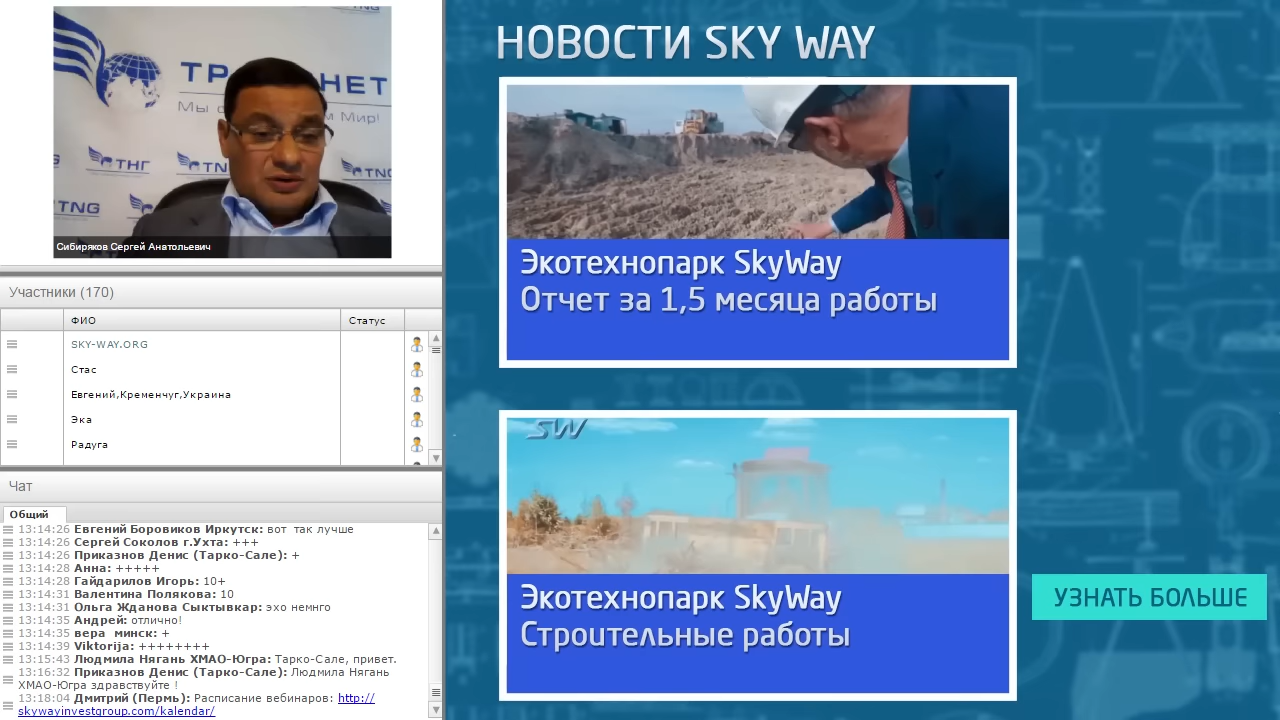 ТРАНСНЕТ
ТНГ
TNG
TNG
Сибиряков Сергей Анатольевич
Участники (170)
ФИО
Статус
SKY-WAY.ORG
Стас
Евгений,Кременчуг,Украина
Эка
Радуга
Чат
Общий
13:14:26 Евгений Боровиков Иркутск: вот так лучше
13:14:26 Сергей Соколов г.Ухта: +++
13:14:26 Приказнов Денис (Тарко-Сале): +
13:14:28 Анна: +++++
13:14:28 Гайдарилов Игорь: 10+
13:14:31 Валентина Полякова: 10
13:14:31 Ольга Жданова Сыктывкар: эхо немнго
13:14:35 Андрей: отлично!
13:14:35 вера минск: +
13:14:39 Viktorija: ++++++++
13:15:43 Людмила Нягань ХМАО-Югра: Тарко-Сале, привет.
13:16:32 Приказнов Денис (Тарко-Сале): Людмила Нягань
ХМАО-Югра здравствуйте !
13:18:04 Дмитрий (Пермь): Расписание вебинаров: http://
skywayinvestgroup.com/kalendar/
НОВОСТИ SKY WAY
Экотехнопарк SkyWay
Отчет за 1,5 месяца работы
SW
Экотехнопарк SkyWay
Строительные работы
УЗНАТЬ БОЛЬШЕ